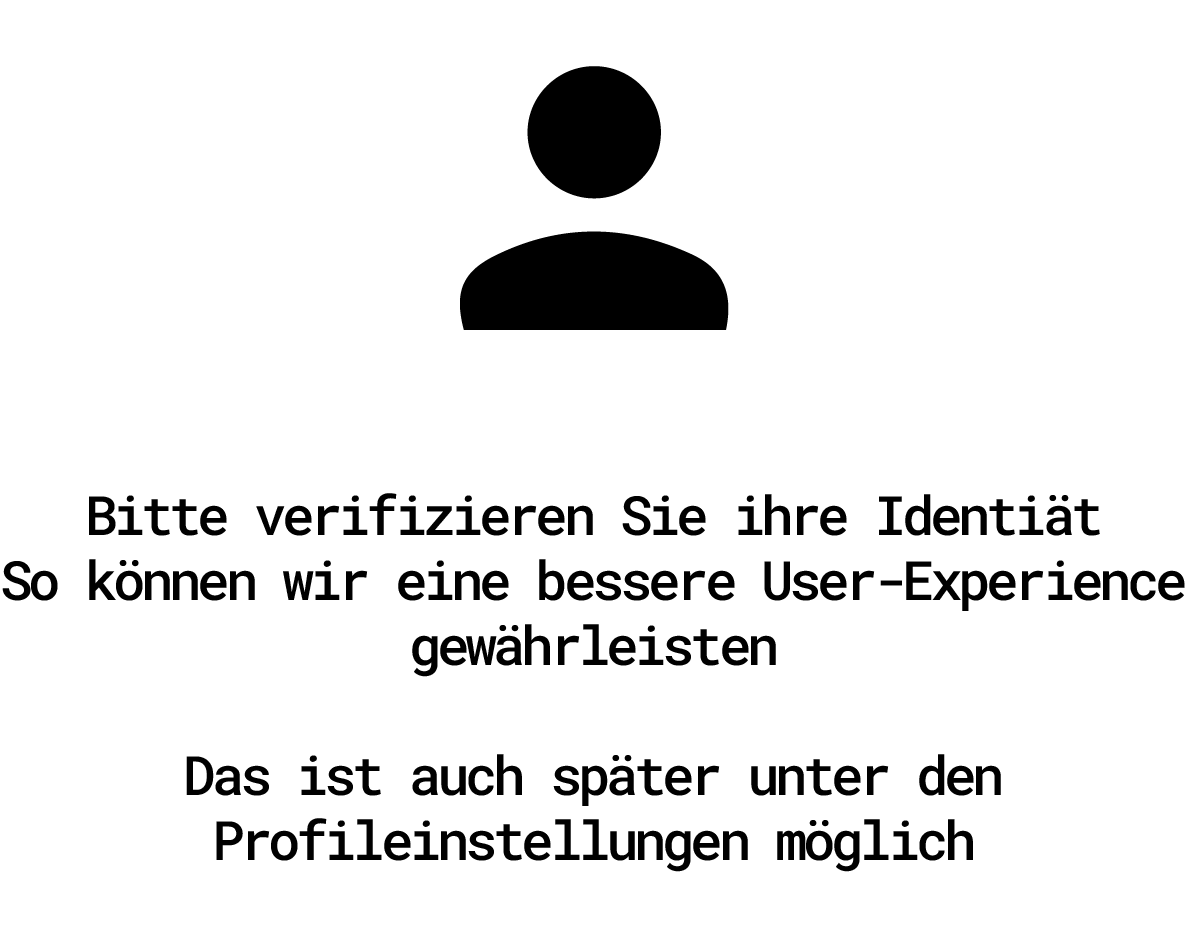 Bitte verifizieren Sie ihre Identiät
So können wir eine bessere User-Experience
gewährleisten
Das ist auch später unter den
Profileinstellungen möglich